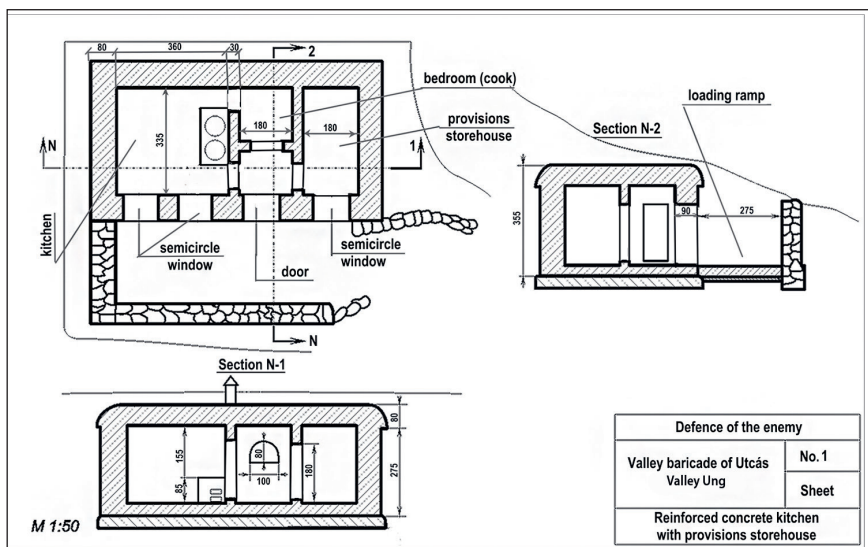 80
360
30
2
bedroom (cook)
provisions
storehouse
loading ramp
Section N-2
335
180
180
N
1
kitchen
semicircle
window
door
semicircle
window
N
355
90
275
Section N-1
155
85
80
100
180
80
275
M 1:50
Defence of the enemy
Valley baricade of Utcás
Valley Ung
No. 1
Sheet
Reinforced concrete kitchen
with provisions storehouse